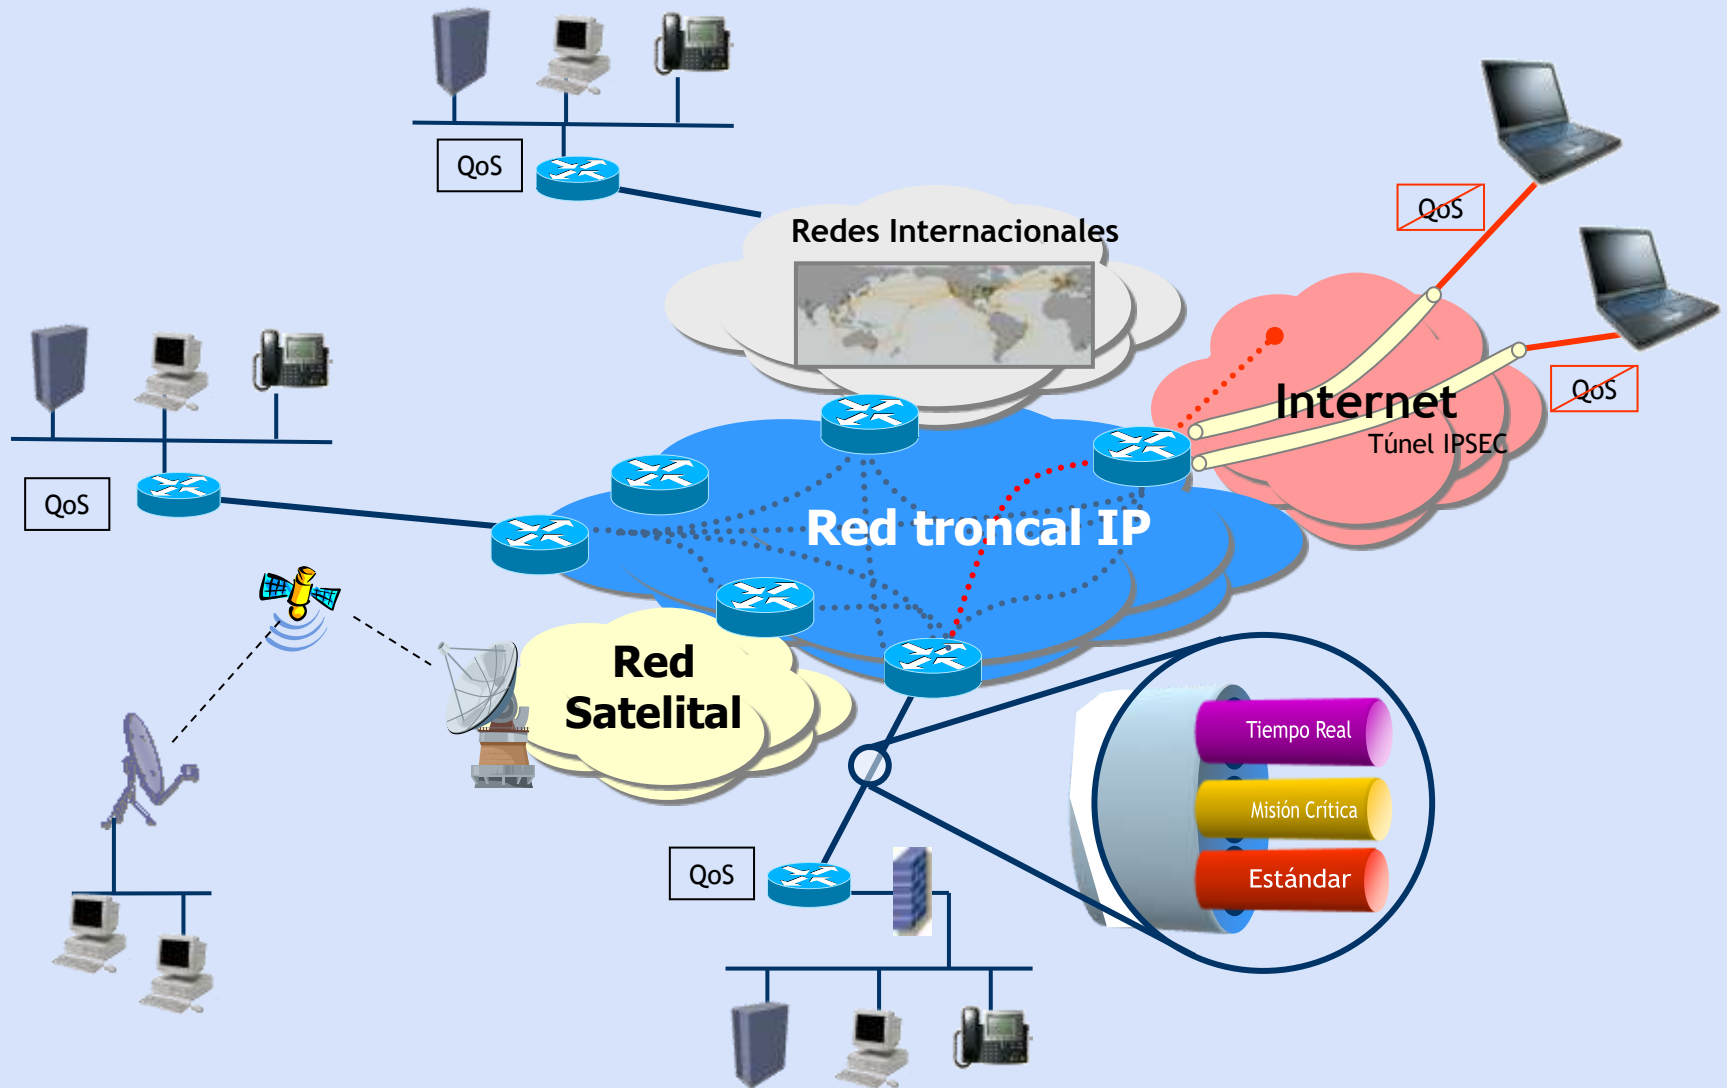 QoS
Redes Internacionales
QoS
QoS
Internet
Túnel IPSEC
QoS
QoS
Red troncal IP
Red
Satelital
Tiempo Real
Misión Crítica
Estándar
QoS